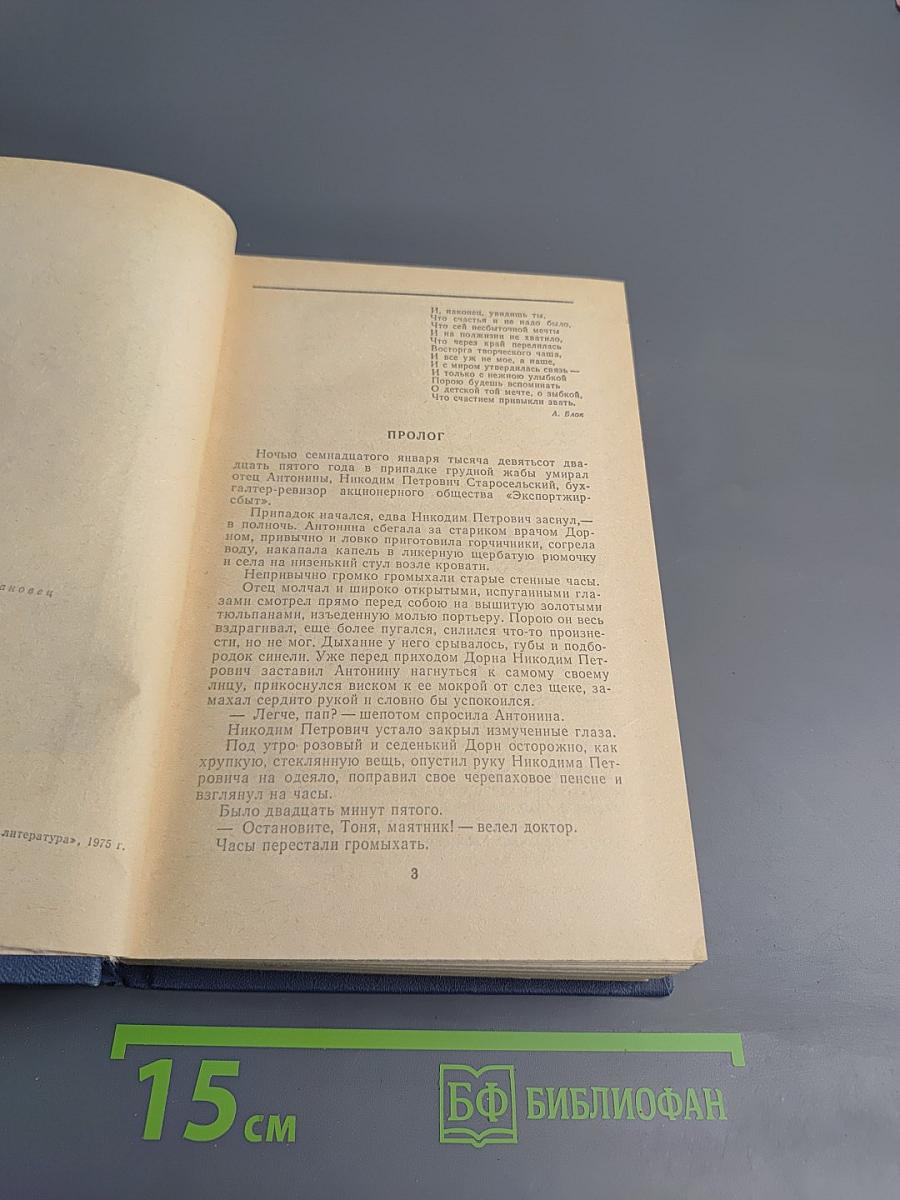 ановец
литература», 1975 г.
И, наконец, увидишь ты,
Что счастья и не надо было,
Что сей несбыточной мечты
И на полжизни не хватило,
Что через край перелилась
Восторга творческого чаша,
И все уж не мое, а наше,
И с миром утвердилась связь —
И только с нежною улыбкой
Порою будешь вспоминать
О детской той мечте, о зыбкой,
Что счастием привыкли звать.
А. Блок
ПРОЛОГ
Ночью семнадцатого января тысяча девятьсот два-
дцать пятого года в припадке грудной жабы умирал
отец Антонины, Никодим Петрович Старосельский, бух-
галтер-ревизор акционерного общества «Экспортжир-
сбыт».
Припадок начался, едва Никодим Петрович заснул,—
в полночь. Антонина сбегала за стариком врачом Дор-
ном, привычно и ловко приготовила горчичники, согрела
воду, накапала капель в ликерную щербатую рюмочку
и села на низенький стул возле кровати.
Непривычно громко громыхали старые стенные часы.
Отец молчал и широко открытыми, испуганными гла-
зами смотрел прямо перед собою на вышитую золотыми
тюльпанами, изъеденную молью портьеру. Порою он весь
вздрагивал, еще более пугался, силился что-то произне-
сти, но не мог. Дыхание у него срывалось, губы и подбо-
родок синели. Уже перед приходом Дорна Никодим Пет-
рович заставил Антонину нагнуться к самому своему
лицу, прикоснулся виском к ее мокрой от слез щеке, за-
махал сердито рукой и словно бы успокоился.
— Легче, пап? — шепотом спросила Антонина.
Никодим Петрович устало закрыл измученные глаза.
Под утро розовый и седенький Дорн осторожно, как
хрупкую, стеклянную вещь, опустил руку Никодима Пет-
ровича на одеяло, поправил свое черепаховое пенсне и
взглянул на часы.
Было двадцать минут пятого.
— Остановите, Тоня, маятник! — велел доктор.
Часы перестали громыхать.
3
15 см
БФ БИБЛИОФАН